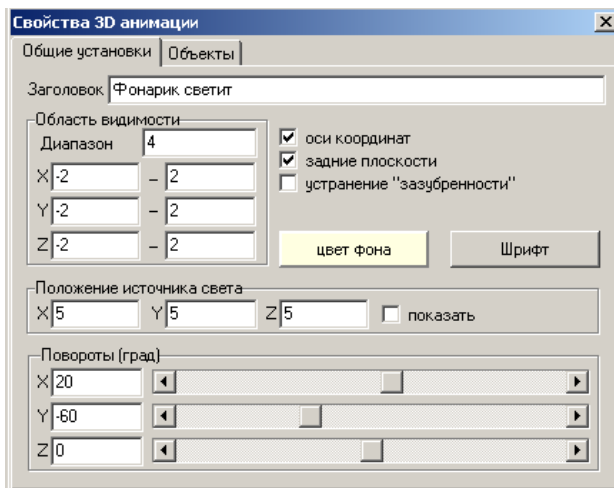 Свойства 3D анимации
Общие установки Объекты
Заголовок Фонарик светит
Область видимости
Диапазон 4
X -2 – 2
Y -2 – 2
Z -2 – 2
оси координат
задние плоскости
устранение "зазубренности"
цвет фона Шрифт
Положение источника света
X 5 Y 5 Z 5 показать
Повороты (град)
X 20
Y -60
Z 0